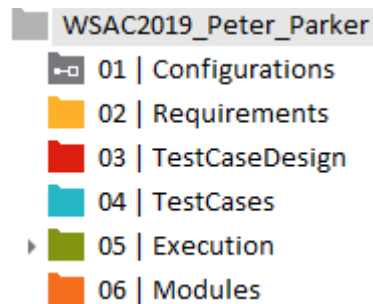 WSAC2019_Peter_Parker
01 | Configurations
02 | Requirements
03 | TestCaseDesign
04 | TestCases
05 | Execution
06 | Modules